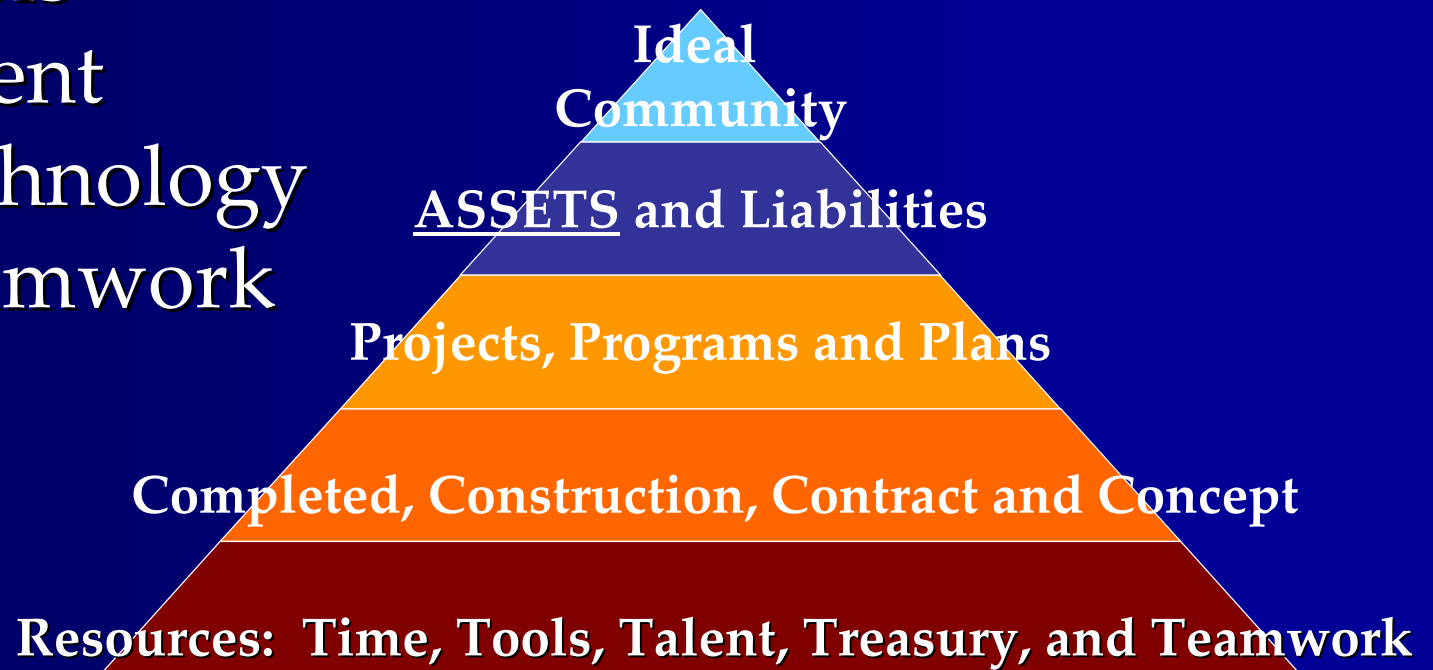 ent
hnology
mwork
Ideal
Community
ASSETS and Liabilities
Projects, Programs and Plans
Completed, Construction, Contract and Concept
Resources: Time, Tools, Talent, Treasury, and Teamwork